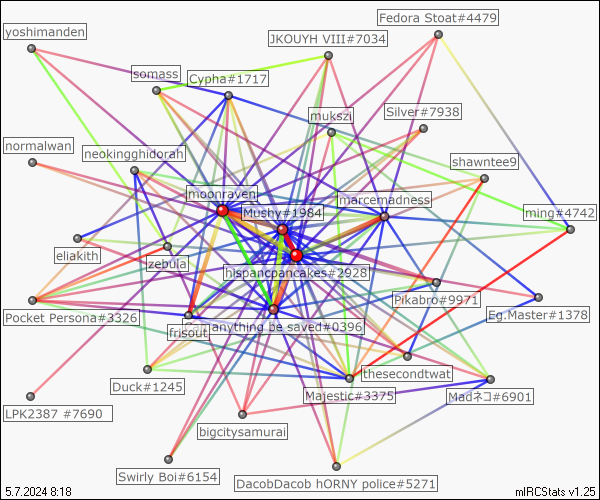 Fedora Stoat#4479
yoshimanden
JKOUYH VIII#7034
somass
Cypha#1717
mukszi
Silver#7938
normalwan
neokingghidorah
shawntee9
moonraven
marcemadness
Mushy#1984
ming#4742
eliakith
zebula
hispancpancakes#2928
Pikabro#9971
Eg.Master#1378
Pocket Persona#3326
frisout
anything be saved#0396
thesecondtwat
Duck#1245
Majestic#3375
Madネコ#6901
LPK2387 #7690
bigcitysamurai
Swirly Boi#6154
DacobDacob hORNY police#5271
5.7.2024 8:18
mIRCStats v1.25